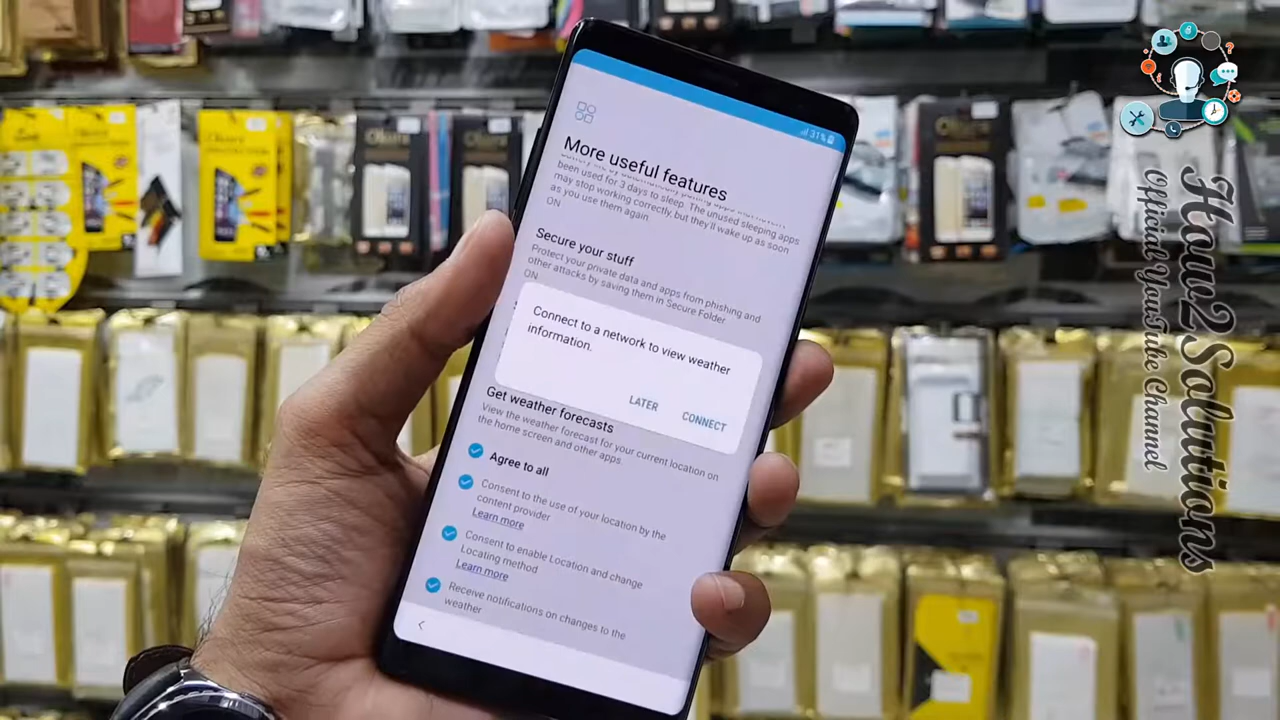 31%
More useful features
been used for 3 days to sleep. The unused sleeping apps
may stop working correctly, but they'll wake up as soon
as you use them again.
ON
Secure your stuff
Protect your private data and apps from phishing and
other attacks by saving them in Secure Folder
ON
Connect to a network to view weather
information.
LATER CONNECT
Get weather forecasts
View the weather forecast for your current location on
the home screen and other apps.
Agree to all
Consent to the use of your location by the
content provider
Learn more
Consent to enable Location and change
Locating method
Learn more
Receive notifications on changes to the
weather
How2Solutions
Official YouTube Channel